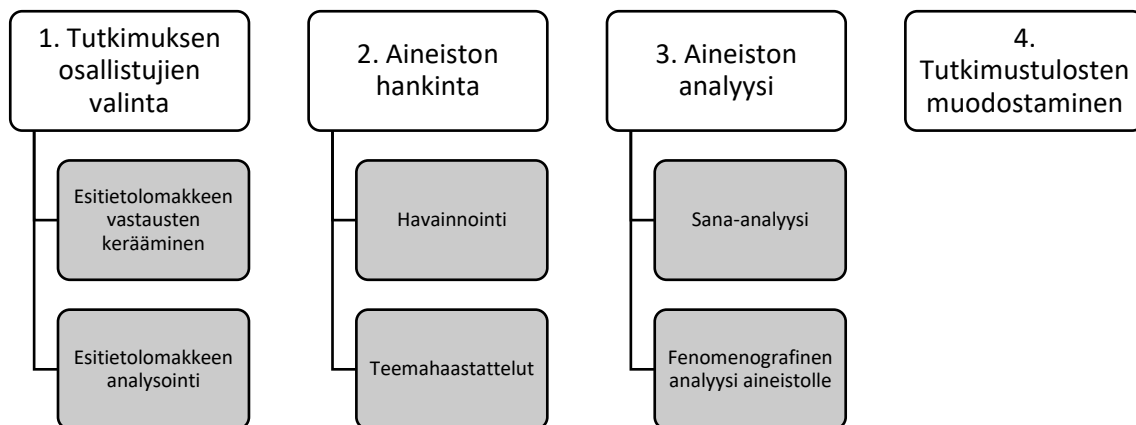 1. Tutkimuksen
osallistujien
valinta
Esitietolomakkeen
vastausten
kerääminen
Esitietolomakkeen
analysointi
2. Aineiston
hankinta
Havainnointi
Teemahaastattelut
3. Aineiston
analyysi
Sana-analyysi
Fenomenografinen
analyysi aineistolle
4.
Tutkimustulosten
muodostaminen